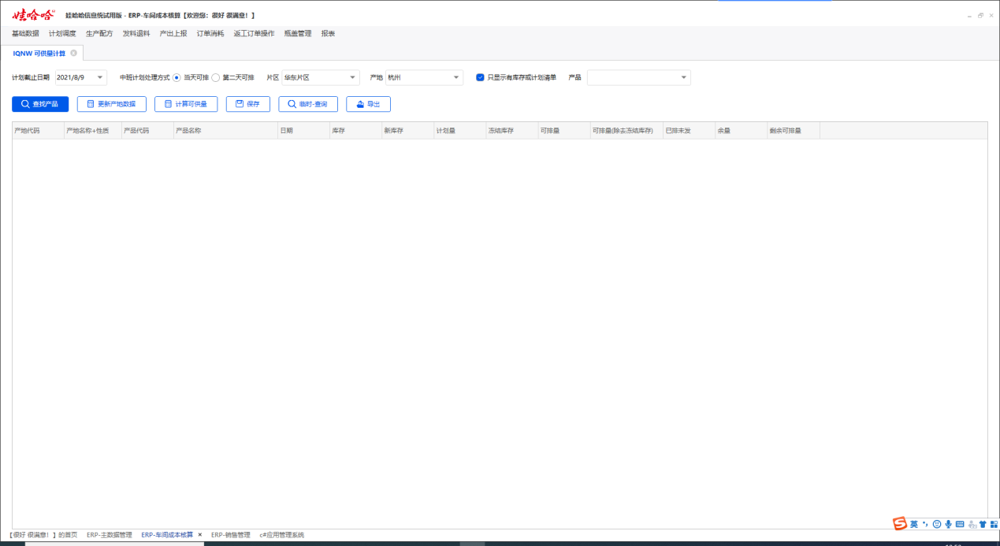 娃哈哈 娃哈哈信息统试用版 - ERP-车间成本核算【欢迎您：很好 很满意！】
基础数据 计划调度 生产配方 发料退料 产出上报 订单消耗 返工订单操作 瓶盖管理 报表
IQNW 可供量计算
计划截止日期 2021/8/9 中班计划处理方式 当天可排 第二天可排 片区 华东片区 产地 杭州 只显示有库存或计划清单 产品
查找产品 更新产地数据 计算可供量 保存 临时-查询 导出
产地代码 产地名称+性质 产品代码 产品名称 日期 库存 新库存 计划量 冻结库存 可排量 可排量(除去冻结库存) 已排未发 余量 剩余可排量
英
【很好 很满意！】的首页 ERP-主数据管理 ERP-车间成本核算 × ERP-销售管理 c#应用管理系统